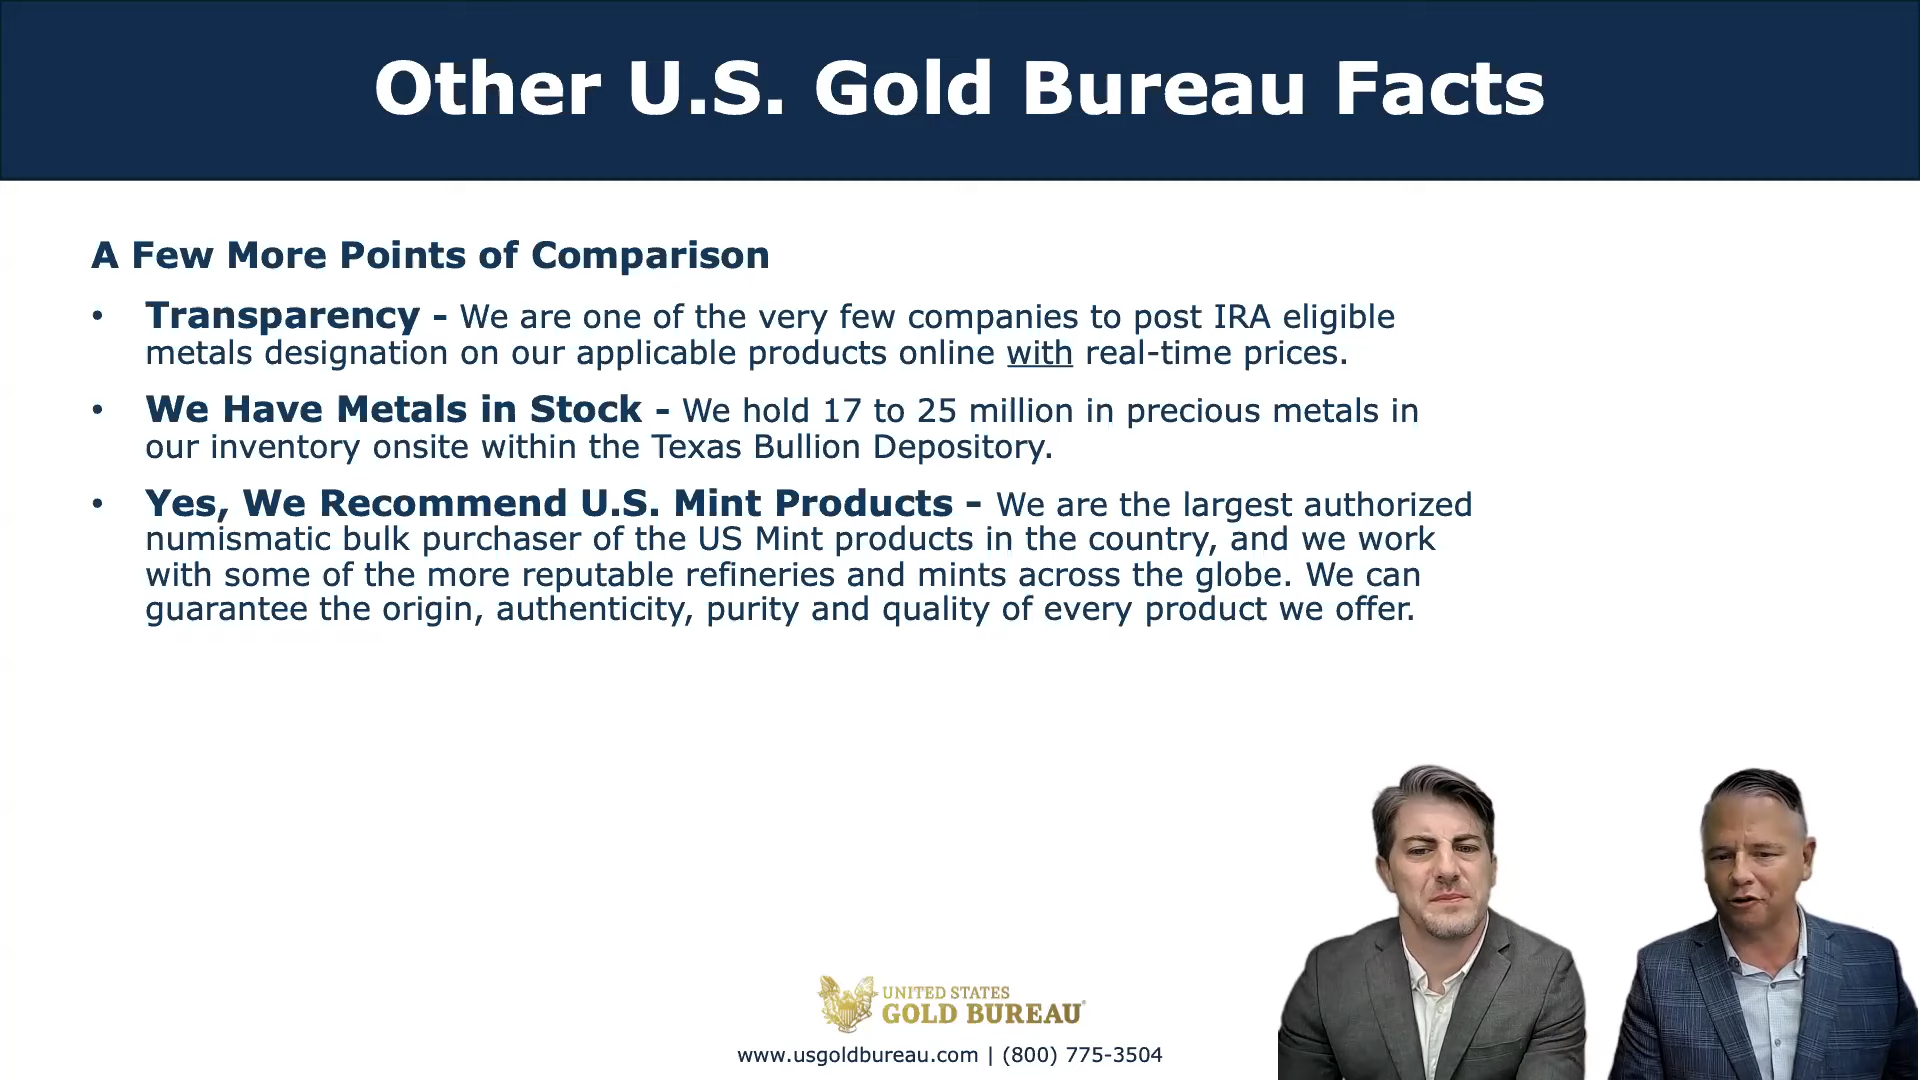 Other U.S. Gold Bureau Facts
A Few More Points of Comparison
• Transparency - We are one of the very few companies to post IRA eligible
metals designation on our applicable products online with real-time prices.
• We Have Metals in Stock - We hold 17 to 25 million in precious metals in
our inventory onsite within the Texas Bullion Depository.
• Yes, We Recommend U.S. Mint Products - We are the largest authorized
numismatic bulk purchaser of the US Mint products in the country, and we work
with some of the more reputable refineries and mints across the globe. We can
guarantee the origin, authenticity, purity and quality of every product we offer.
UNITED STATES
GOLD BUREAU®
www.usgoldbureau.com | (800) 775-3504